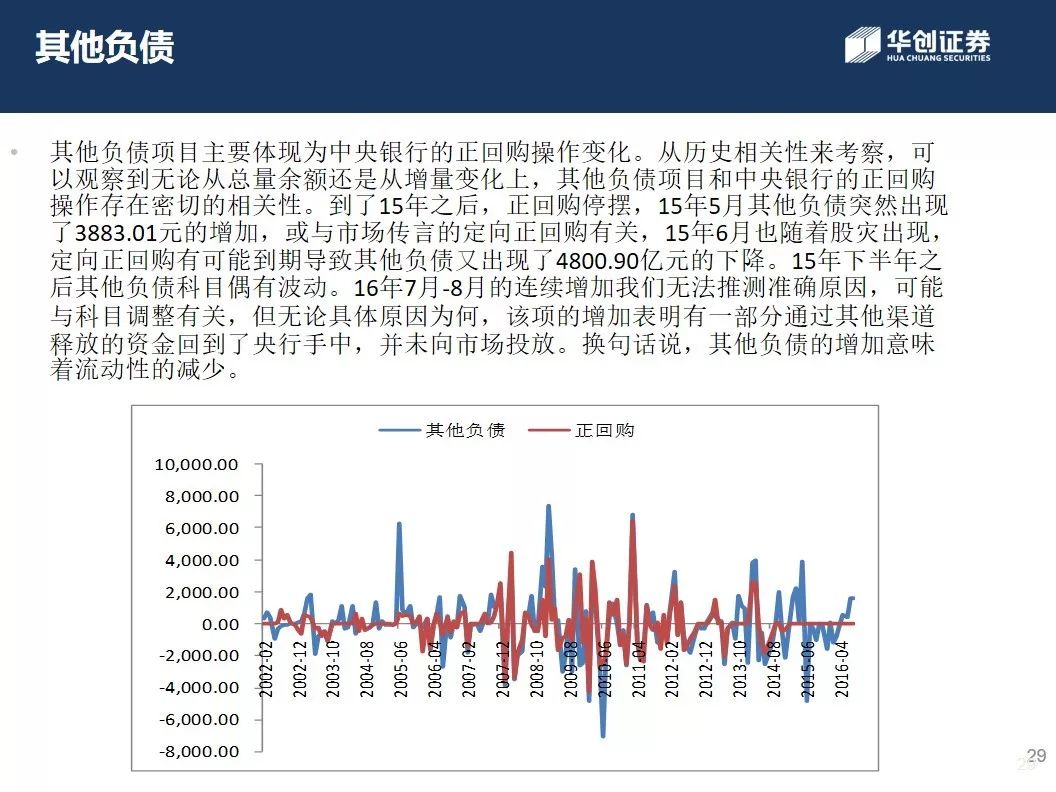 其他负债
华创证券
HUA CHUANG SECURITIES
• 其他负债项目主要体现为中央银行的正回购操作变化。从历史相关性来考察，可
以观察到无论从总量余额还是从增量变化上，其他负债项目和中央银行的正回购
操作存在密切的相关性。到了15年之后，正回购停摆，15年5月其他负债突然出现
了3883.01元的增加，或与市场传言的定向正回购有关，15年6月也随着股灾出现，
定向正回购有可能到期导致其他负债又出现了4800.90亿元的下降。15年下半年之
后其他负债科目偶有波动。16年7月-8月的连续增加我们无法推测准确原因，可能
与科目调整有关，但无论具体原因为何，该项的增加表明有一部分通过其他渠道
释放的资金回到了央行手中，并未向市场投放。换句话说，其他负债的增加意味
着流动性的减少。
其他负债 正回购
10,000.00
8,000.00
6,000.00
4,000.00
2,000.00
0.00
-2,000.00
-4,000.00
-6,000.00
-8,000.00
2002-02 2002-12 2003-10 2004-08 2005-06 2006-04 2007-02 2007-12 2008-10 2009-08 2010-06 2011-04 2012-02 2012-12 2013-10 2014-08 2015-06 2016-04
29